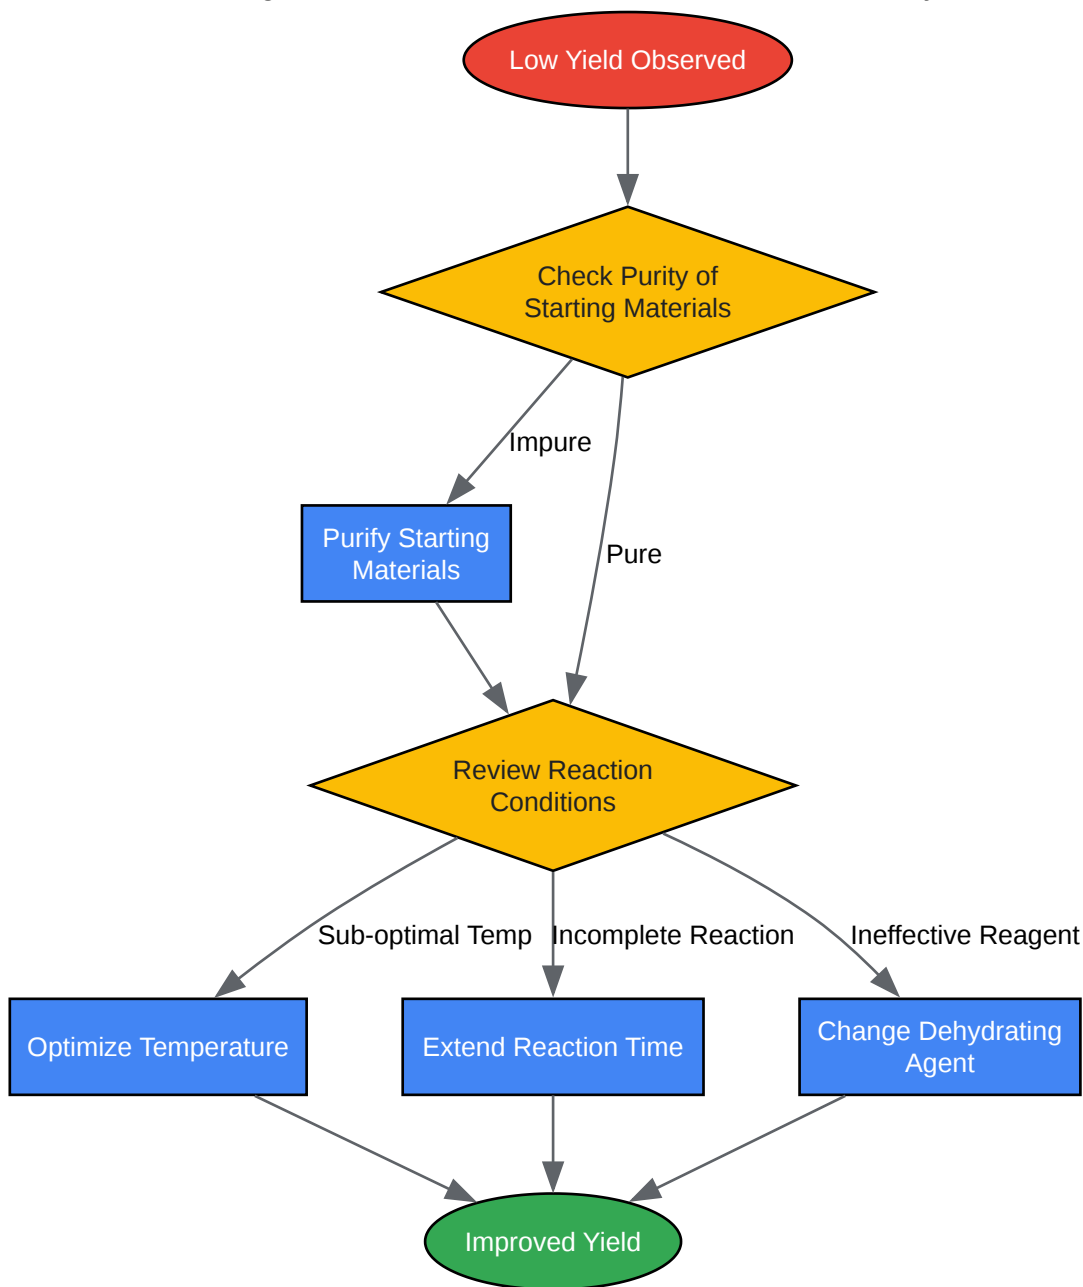 Low Yield Observed
Check Purity of
Starting Materials
Impure
Purify Starting
Materials
Pure
Review Reaction
Conditions
Sub-optimal Temp
Incomplete Reaction
Ineffective Reagent
Optimize Temperature
Extend Reaction Time
Change Dehydrating
Agent
Improved Yield